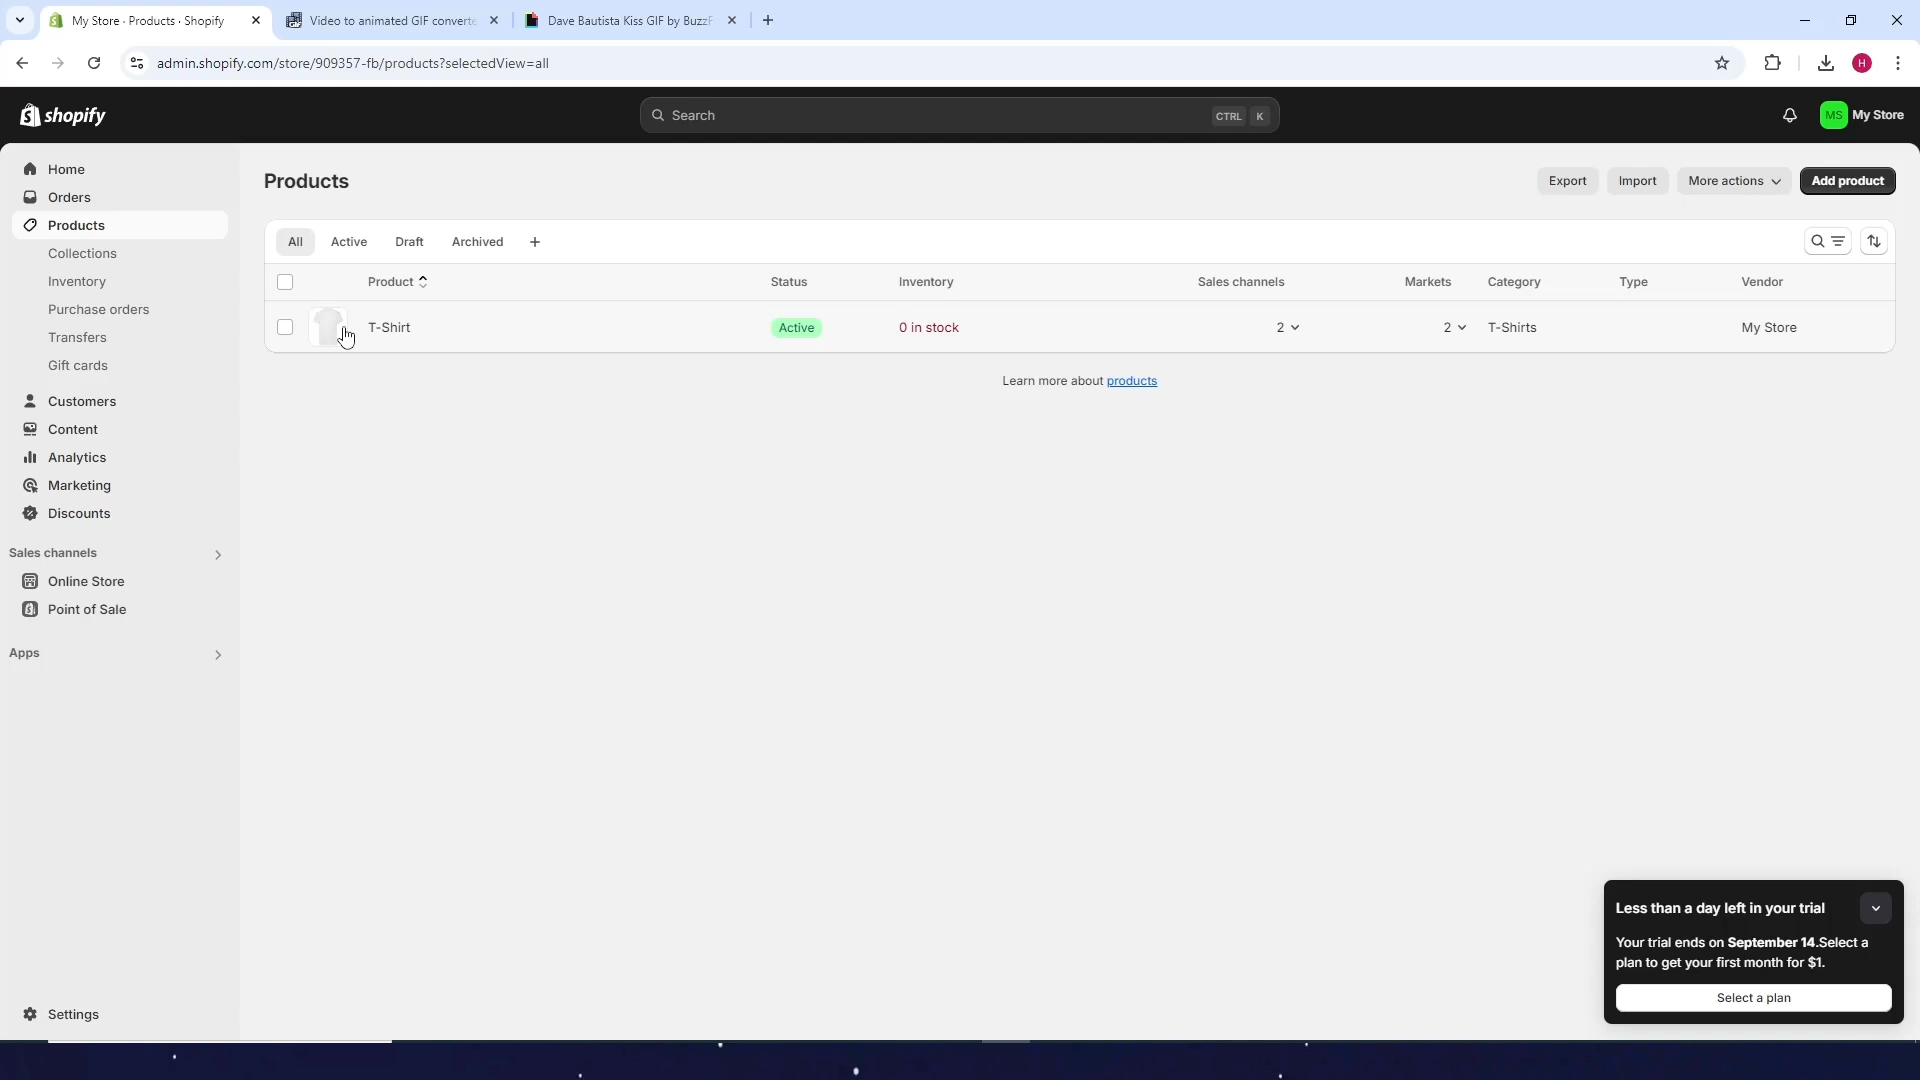 My Store · Products · Shopify
Video to animated GIF converte
Dave Bautista Kiss GIF by BuzzF
admin.shopify.com/store/909357-fb/products?selectedView=all
H
shopify
Search
CTRL K
MS My Store
Home
Orders
Products
Collections
Inventory
Purchase orders
Transfers
Gift cards
Customers
Content
Analytics
Marketing
Discounts
Sales channels
Online Store
Point of Sale
Apps
Settings
Products
Export Import More actions Add product
All Active Draft Archived +
Product Status Inventory Sales channels Markets Category Type Vendor
T-Shirt Active 0 in stock 2 2 T-Shirts My Store
Learn more about products
Less than a day left in your trial
Your trial ends on September 14.Select a
plan to get your first month for $1.
Select a plan